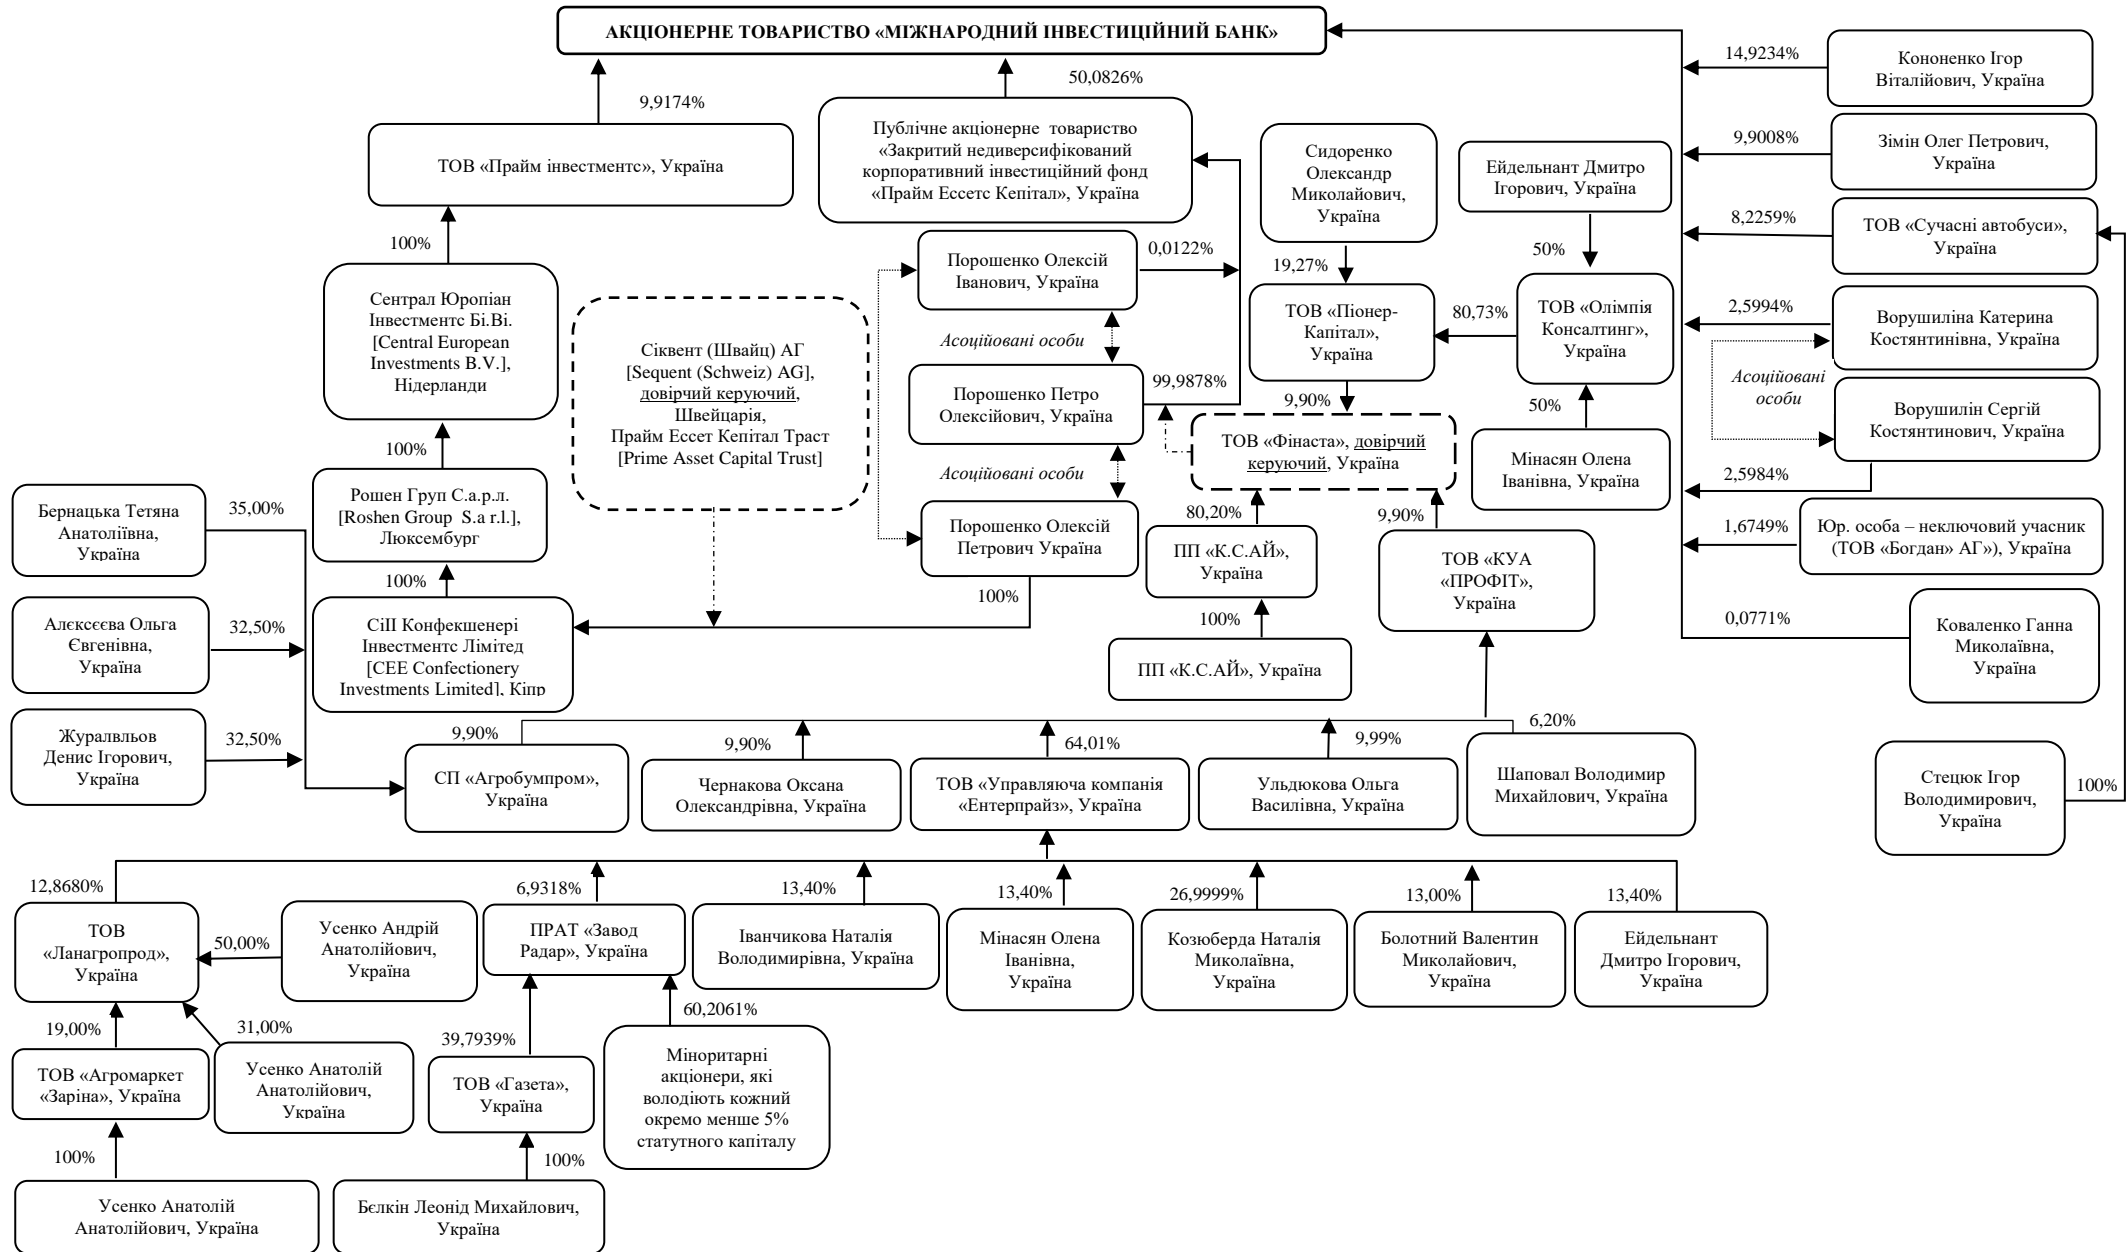 АКЦІОНЕРНЕ ТОВАРИСТВО «МІЖНАРОДНИЙ ІНВЕСТИЦІЙНИЙ БАНК»
9,9174%
50,0826%
ТОВ «Прайм інвестментс», Україна
Публічне акціонерне товариство
«Закритий недиверсифікований
корпоративний інвестиційний фонд
«Прайм Ессетс Кепітал», Україна
Сидоренко
Олександр
Миколайович,
Україна
Ейдельнант Дмитро
Ігорович, Україна
14,9234%
Кононенко Ігор
Віталійович, Україна
9,9008%
Зімін Олег Петрович,
Україна
8,2259%
ТОВ «Сучасні автобуси»,
Україна
2,5994%
Ворушиліна Катерина
Костянтинівна, Україна
Асоційовані
особи
Ворушилін Сергій
Костянтинович, Україна
2,5984%
1,6749%
Юр. особа – неключовий учасник
(ТОВ «Богдан» АГ»), Україна
0,0771%
Коваленко Ганна
Миколаївна,
Україна
Стецюк Ігор
Володимирович,
Україна
100%
100%
Сентрал Юропіан
Інвестментс Бі.Ві.
[Central European
Investments B.V.],
Нідерланди
100%
Рошен Груп С.а.р.л.
[Roshen Group S.a r.l.],
Люксембург
100%
СіІІ Конфекшенері
Інвестментс Лімітед
[CEE Confectionery
Investments Limited], Кіпр
Сіквент (Швайц) АГ
[Sequent (Schweiz) AG],
довірчий керуючий,
Швейцарія,
Прайм Ессет Кепітал Траст
[Prime Asset Capital Trust]
Порошенко Олексій
Іванович, Україна
0,0122%
Асоційовані особи
Порошенко Петро
Олексійович, Україна
99,9878%
Асоційовані особи
Порошенко Олексій
Петрович Україна
100%
19,27%
50%
ТОВ «Піонер-
Капітал»,
Україна
80,73%
ТОВ «Олімпія
Консалтинг»,
Україна
9,90%
50%
ТОВ «Фінаста», довірчий
керуючий, Україна
Мінасян Олена
Іванівна, Україна
80,20%
9,90%
ПП «К.С.АЙ»,
Україна
100%
ПП «К.С.АЙ», Україна
ТОВ «КУА
«ПРОФІТ»,
Україна
Бернацька Тетяна
Анатоліївна,
Україна
35,00%
Алєксєєва Ольга
Євгенівна,
Україна
32,50%
Журалвльов
Денис Ігорович,
Україна
32,50%
9,90%
СП «Агробумпром»,
Україна
9,90%
Чернакова Оксана
Олександрівна, Україна
64,01%
ТОВ «Управляюча компанія
«Ентерпрайз», Україна
9,99%
Ульдюкова Ольга
Василівна, Україна
6,20%
Шаповал Володимир
Михайлович, Україна
12,8680%
ТОВ
«Ланагропрод»,
Україна
50,00%
Усенко Андрій
Анатолійович,
Україна
6,9318%
ПРАТ «Завод
Радар», Україна
13,40%
Іванчикова Наталія
Володимирівна, Україна
13,40%
Мінасян Олена
Іванівна,
Україна
26,9999%
Козюберда Наталія
Миколаївна,
Україна
13,00%
Болотний Валентин
Миколайович,
Україна
13,40%
Ейдельнант
Дмитро Ігорович,
Україна
19,00%
31,00%
ТОВ «Агромаркет
«Заріна», Україна
Усенко Анатолій
Анатолійович,
Україна
39,7939%
ТОВ «Газета»,
Україна
60,2061%
Міноритарні
акціонери, які
володіють кожний
окремо менше 5%
статутного капіталу
100%
Усенко Анатолій
Анатолійович, Україна
100%
Бєлкін Леонід Михайлович,
Україна